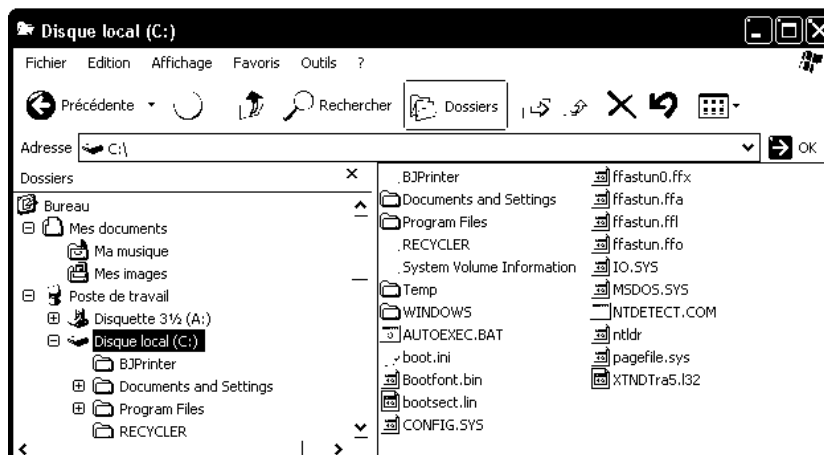 Disque local (C:)
Fichier Edition Affichage Favoris Outils ?
Précédente Rechercher Dossiers
Adresse C:\ OK
Dossiers
Bureau
Mes documents
Ma musique
Mes images
Poste de travail
Disquette 3½ (A:)
Disque local (C:)
BJPrinter
Documents and Settings
Program Files
RECYCLER
BJPrinter
Documents and Settings
Program Files
RECYCLER
System Volume Information
Temp
WINDOWS
AUTOEXEC.BAT
boot.ini
Bootfont.bin
bootsect.lin
CONFIG.SYS
ffastun0.ffx
ffastun.ffa
ffastun.ffl
ffastun.ffo
IO.SYS
MSDOS.SYS
NTDETECT.COM
ntldr
pagefile.sys
XTNDTra5.l32